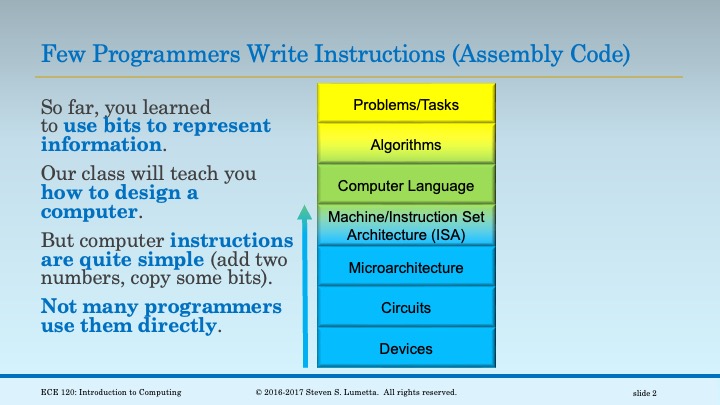 Few Programmers Write Instructions (Assembly Code)
So far, you learned
to use bits to represent
information.
Our class will teach you
how to design a
computer.
But computer instructions
are quite simple (add two
numbers, copy some bits).
Not many programmers
use them directly.
Problems/Tasks
Algorithms
Computer Language
Machine/Instruction Set
Architecture (ISA)
Microarchitecture
Circuits
Devices
ECE 120: Introduction to Computing
© 2016-2017 Steven S. Lumetta. All rights reserved.
slide 2